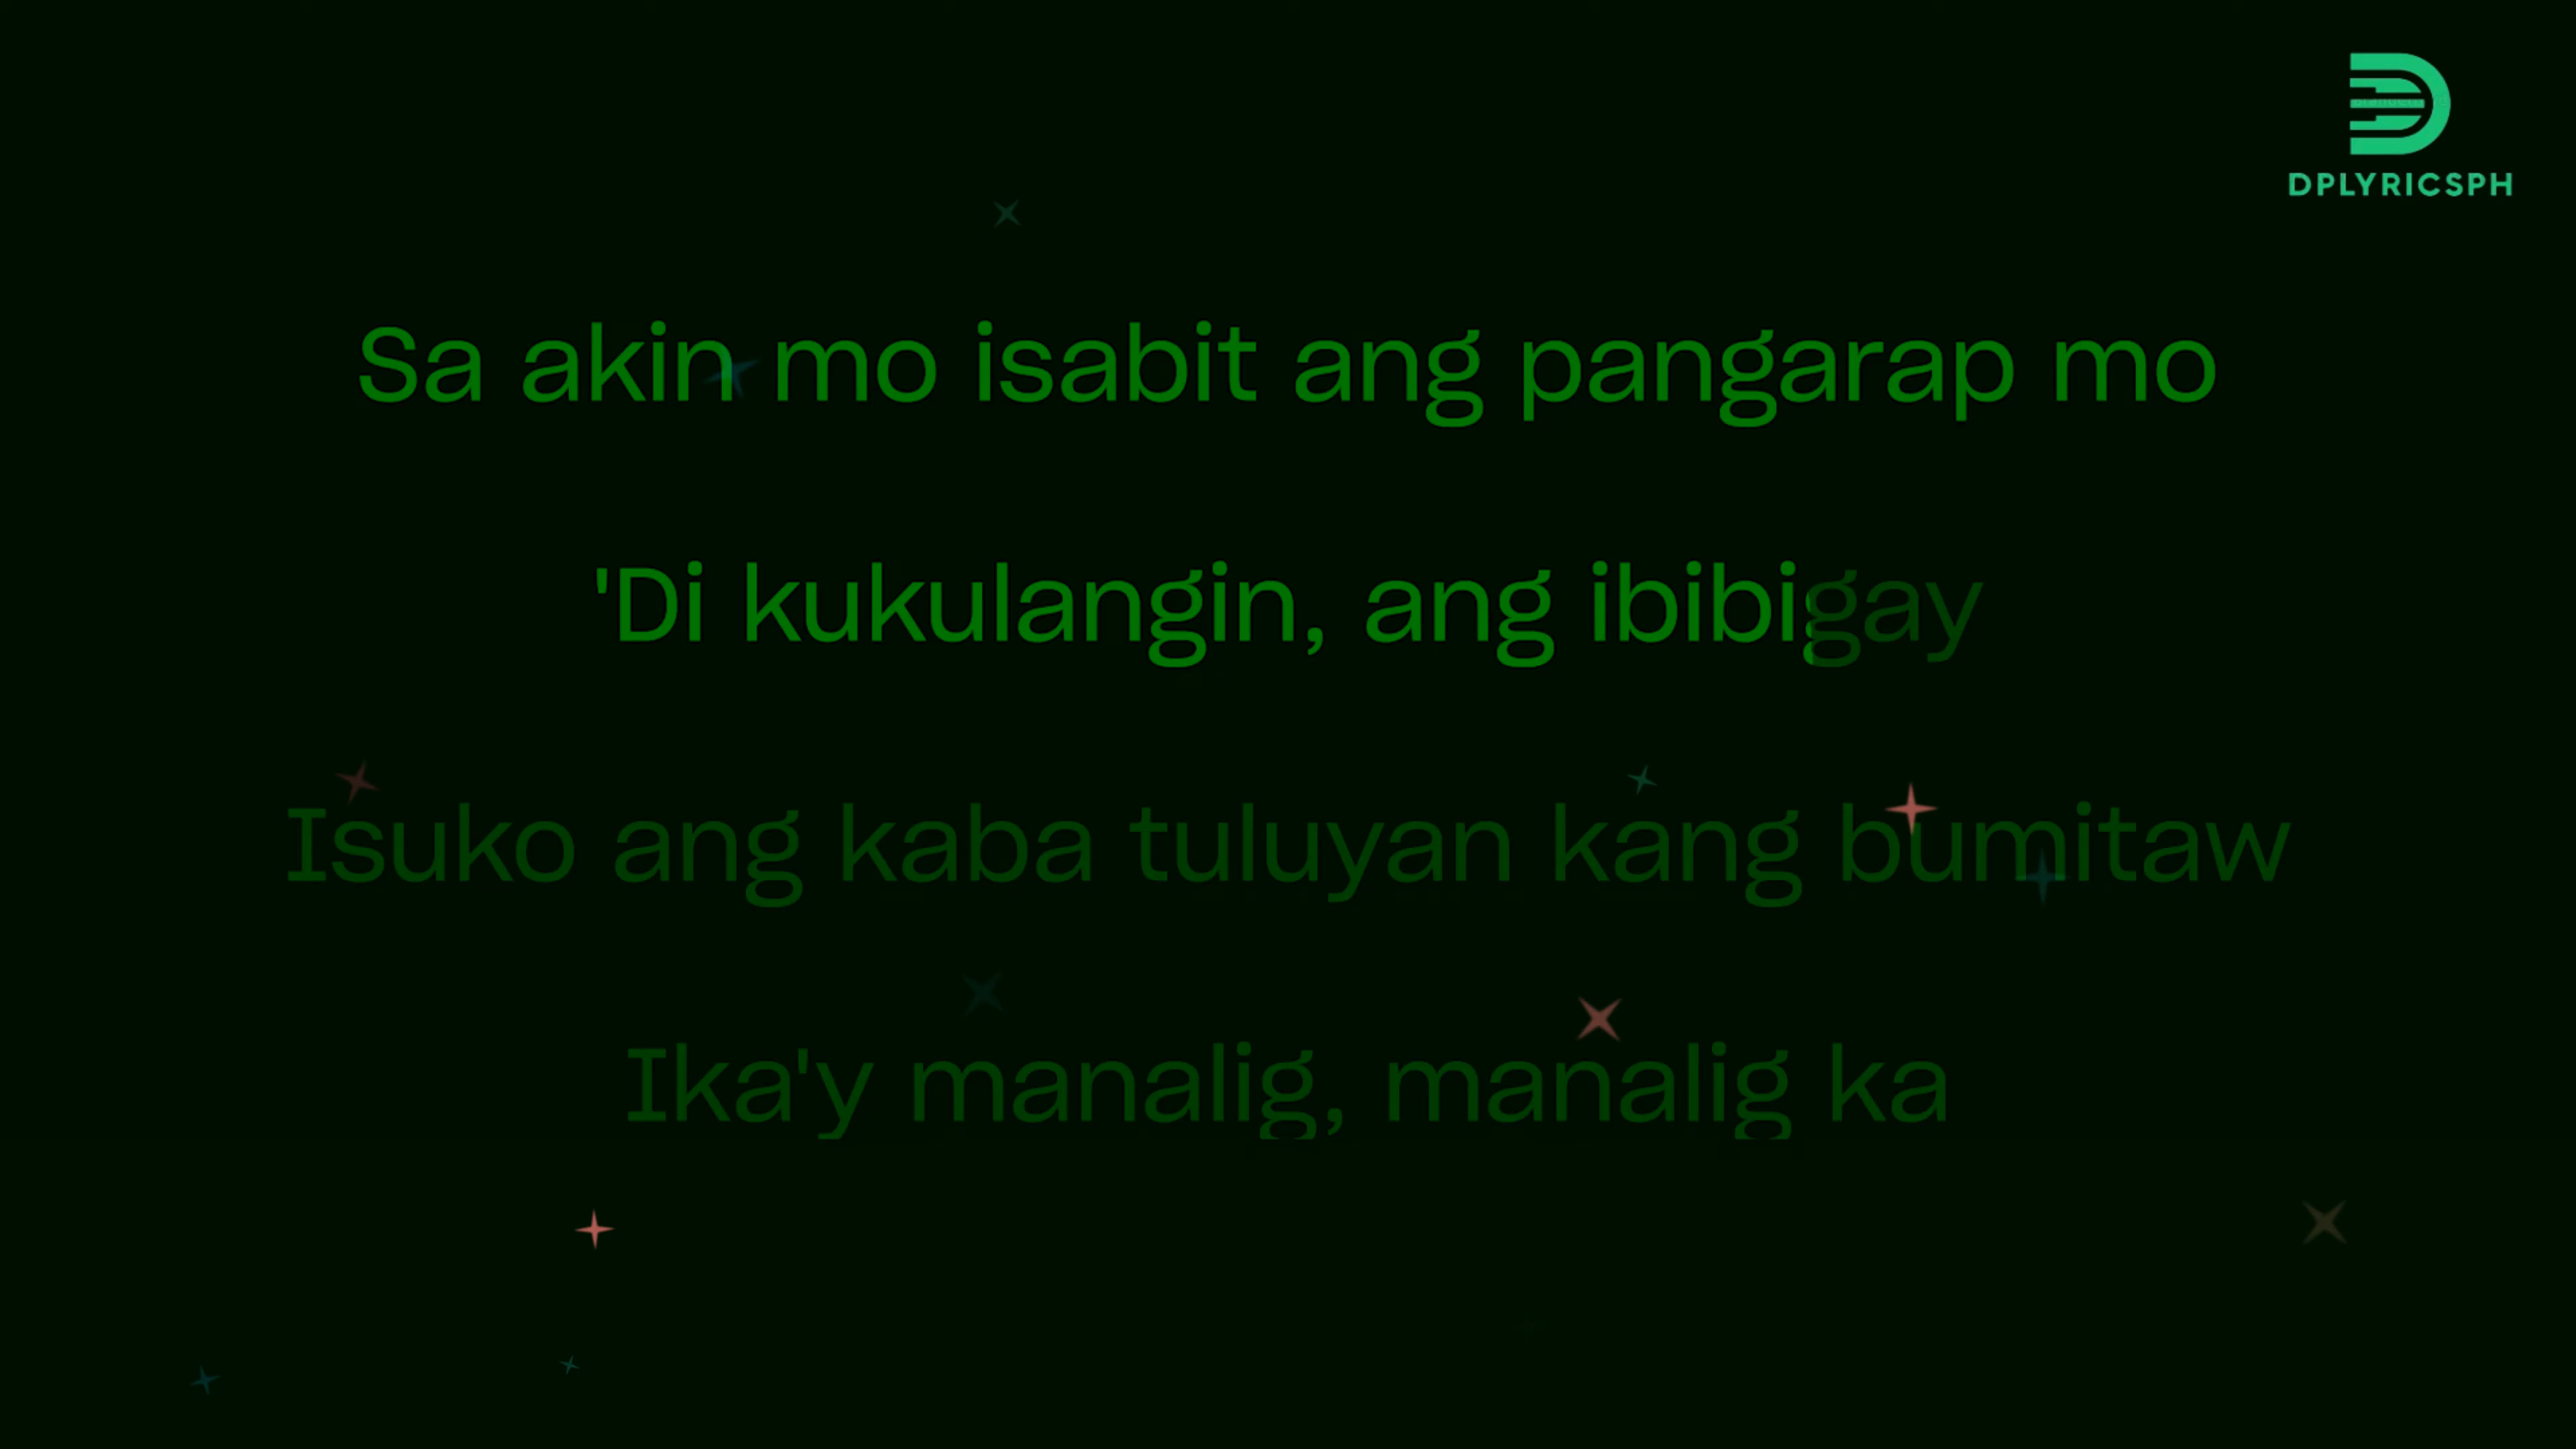 DPLYRICSPH
Sa akin mo isabit ang pangarap mo
'Di kukulangin, ang ibibigay
Isuko ang kaba tuluyan kang bumitaw
Ika'y manalig, manalig ka